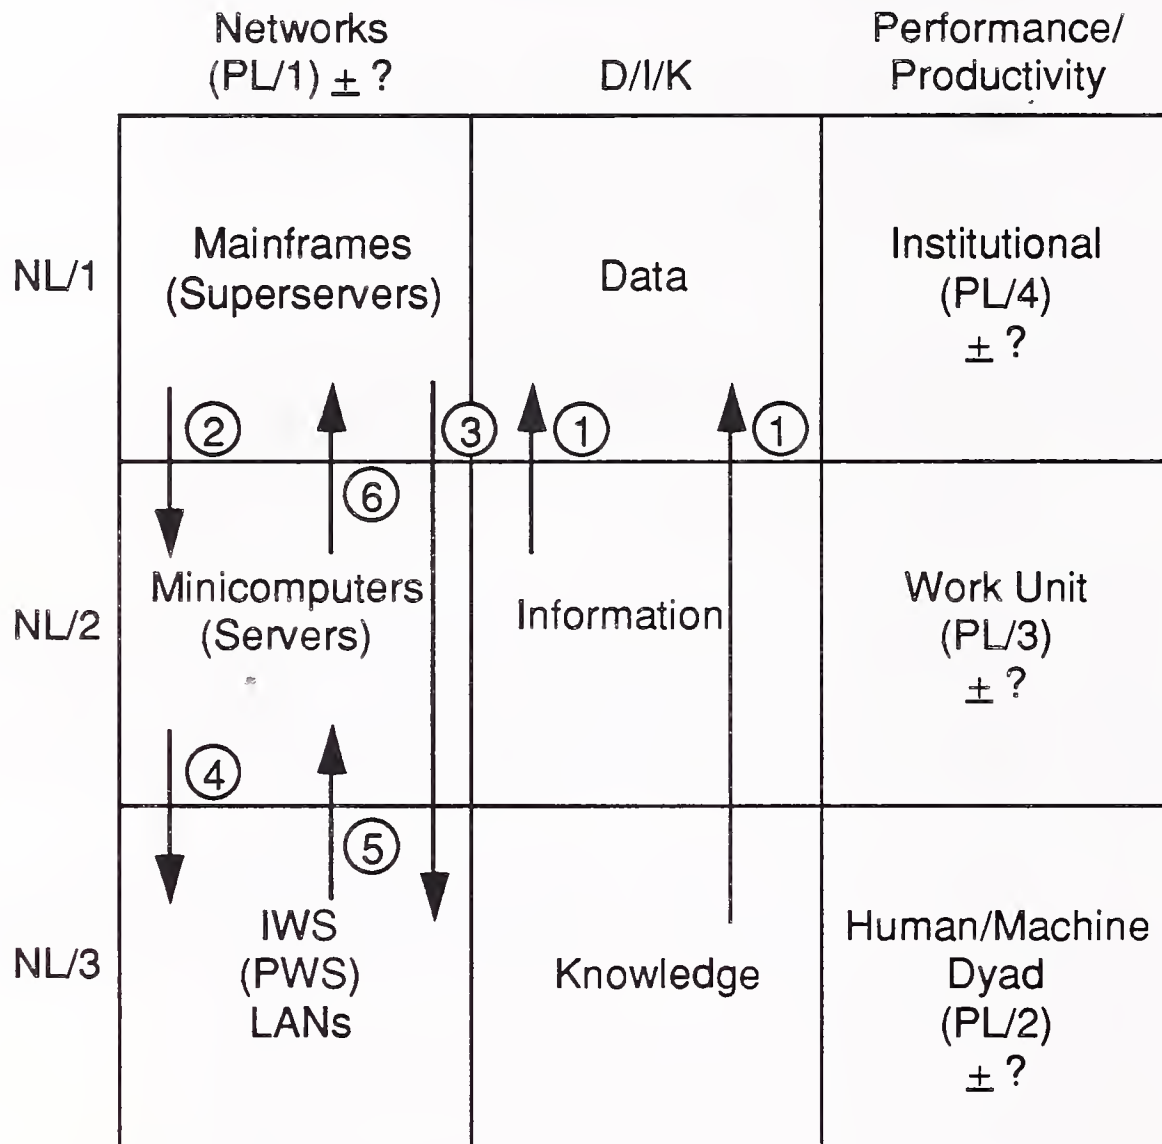 Networks
(PL/1) ± ?
D/I/K
Performance/
Productivity
NL/1
Mainframes
(Superservers)
Data
Institutional
(PL/4)
± ?
2
3
1
1
6
NL/2
Minicomputers
(Servers)
Information
Work Unit
(PL/3)
± ?
4
5
NL/3
IWS
(PWS)
LANs
Knowledge
Human/Machine
Dyad
(PL/2)
± ?